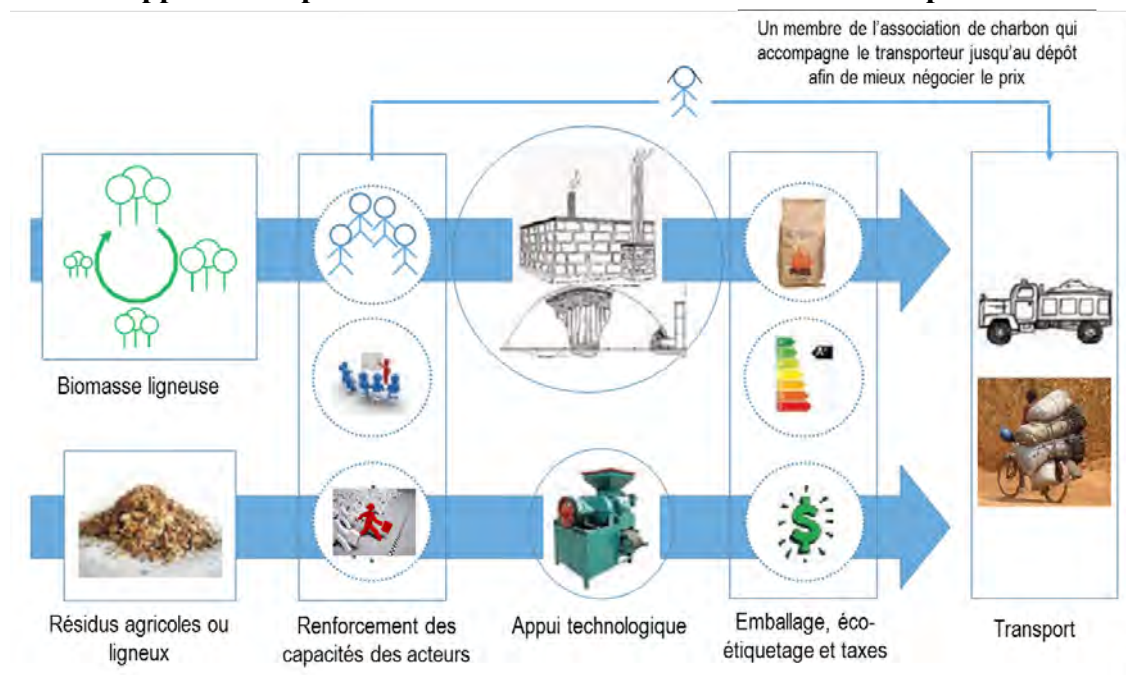 Un membre de l'association de charbon qui
accompagne le transporteur jusqu'au dépôt
afin de mieux négocier le prix
A+
Biomasse ligneuse
Résidus agricoles ou
ligneux
Renforcement des
capacités des acteurs
Appui technologique
Emballage, éco-
étiquetage et taxes
Transport